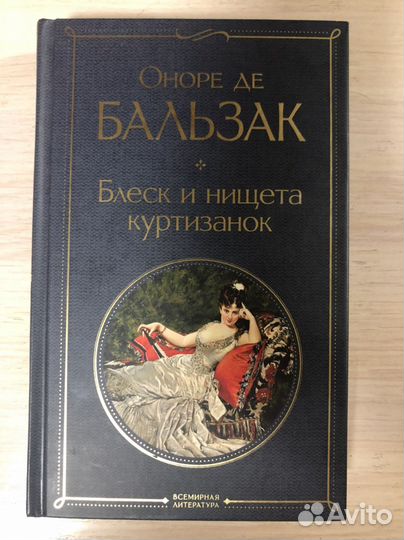 Оноре де
БАЛЬЗАК
Блеск и нищета
куртизанок
ВСЕМИРНАЯ
ЛИТЕРАТУРА
Avito